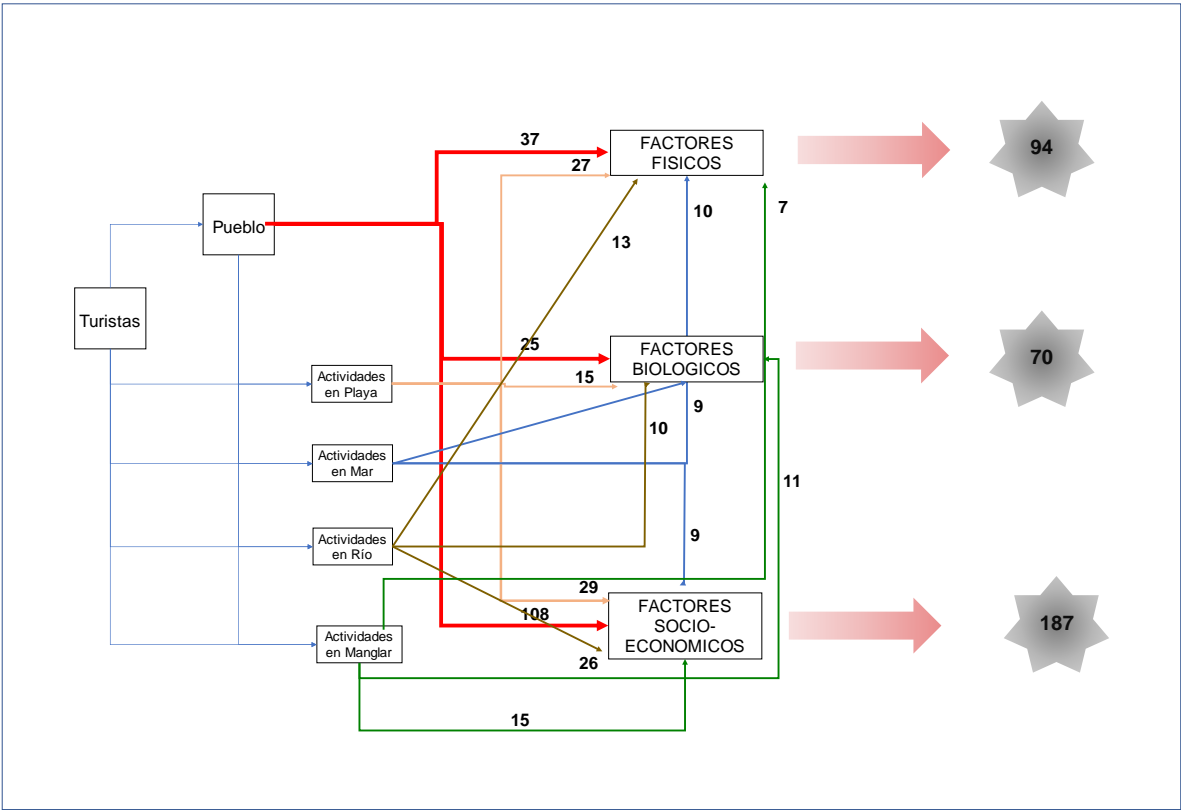 37
FACTORES
FISICOS
94
27
7
10
Pueblo
13
Turistas
25
FACTORES
BIOLOGICOS
70
Actividades
en Playa
15
9
10
Actividades
en Mar
11
Actividades
en Río
9
29
FACTORES
SOCIO-
ECONOMICOS
187
108
Actividades
en Manglar
26
15